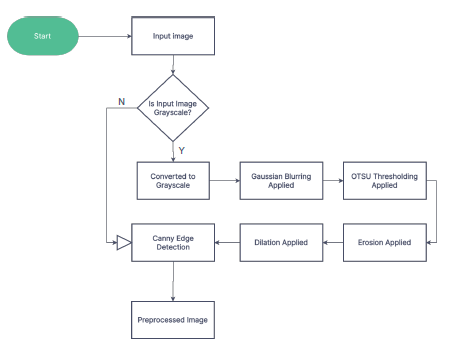 Start
Input image
Is Input Image
Grayscale?
N
Y
Converted to
Grayscale
Gaussian Blurring
Applied
OTSU Thresholding
Applied
Canny Edge
Detection
Dilation Applied
Erosion Applied
Preprocessed Image